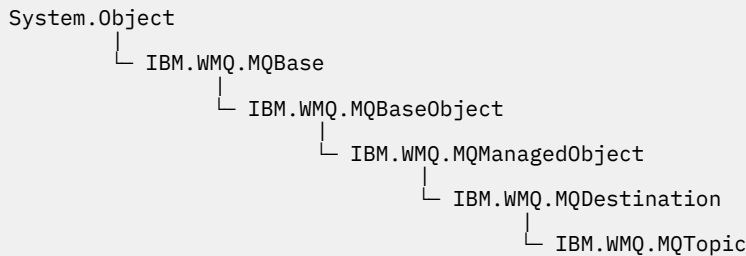 System.Object
IBM.WMQ.MQBase
IBM.WMQ.MQBaseObject
IBM.WMQ.MQManagedObject
IBM.WMQ.MQDestination
IBM.WMQ.MQTopic